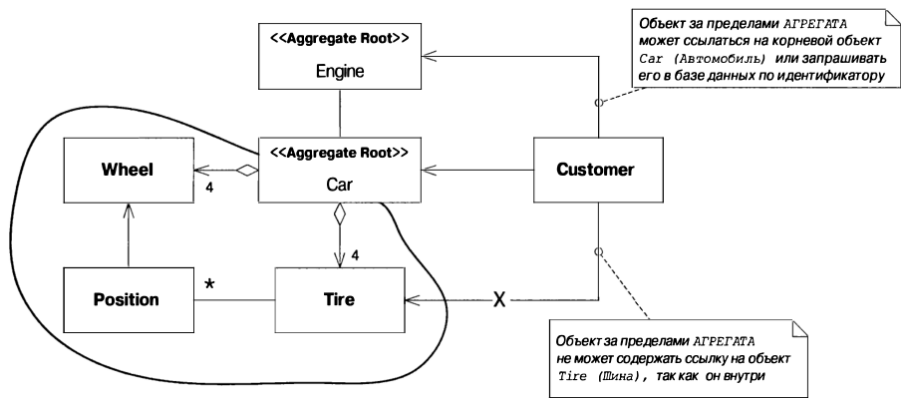 <<Aggregate Root>>
Engine
Объект за пределами АГРЕГАТА
может ссылаться на корневой объект
Car (Автомобиль) или запрашивать
его в базе данных по идентификатору
Wheel
4
<<Aggregate Root>>
Car
Customer
4
Position
*
Tire
X
Объект за пределами АГРЕГАТА
не может содержать ссылку на объект
Tire (Шина), так как он внутри